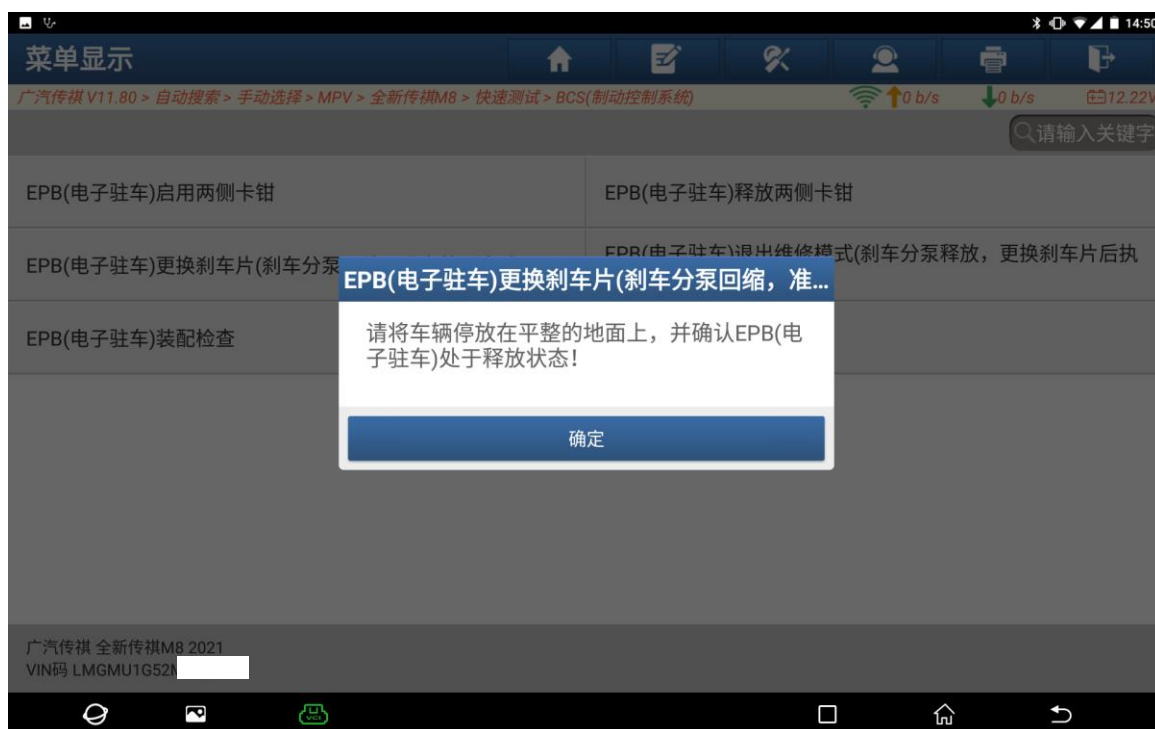 14:50
菜单显示
广汽传祺 V11.80 > 自动搜索 > 手动选择 > MPV > 全新传祺M8 > 快速测试 > BCS(制动控制系统)
0 b/s
0 b/s
12.22V
请输入关键字
EPB(电子驻车)启用两侧卡钳
EPB(电子驻车)释放两侧卡钳
EPB(电子驻车)更换刹车片(刹车分泵
EPB(电子驻车)退出维修模式(刹车分泵释放，更换刹车片后执
EPB(电子驻车)更换刹车片(刹车分泵回缩，准...
请将车辆停放在平整的地面上，并确认EPB(电
子驻车)处于释放状态！
确定
EPB(电子驻车)装配检查
广汽传祺 全新传祺M8 2021
VIN码 LMGMU1G52
VCI